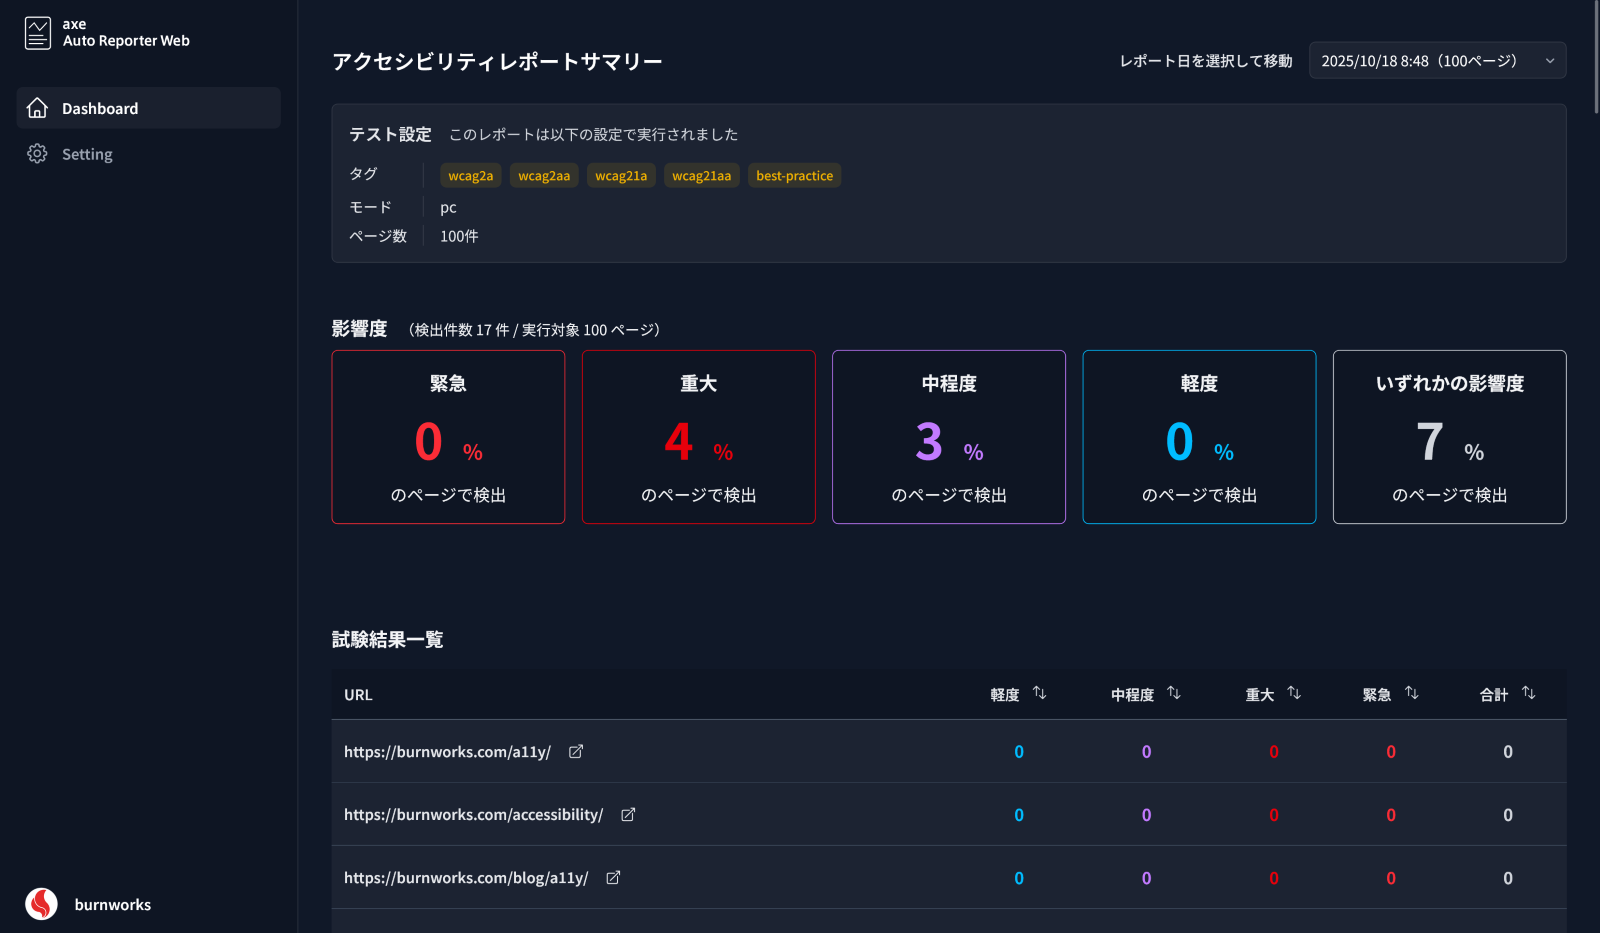 axe
Auto Reporter Web
Dashboard
Setting
burnworks
アクセシビリティレポートサマリー
レポート日を選択して移動
2025/10/18 8:48（100ページ）
テスト設定 このレポートは以下の設定で実行されました
タグ wcag2a wcag2aa wcag21a wcag21aa best-practice
モード pc
ページ数 100件
影響度 （検出件数 17 件 / 実行対象 100 ページ）
緊急
0 %
のページで検出
重大
4 %
のページで検出
中程度
3 %
のページで検出
軽度
0 %
のページで検出
いずれかの影響度
7 %
のページで検出
試験結果一覧
URL 軽度 中程度 重大 緊急 合計
https://burnworks.com/a11y/ 0 0 0 0 0
https://burnworks.com/accessibility/ 0 0 0 0 0
https://burnworks.com/blog/a11y/ 0 0 0 0 0